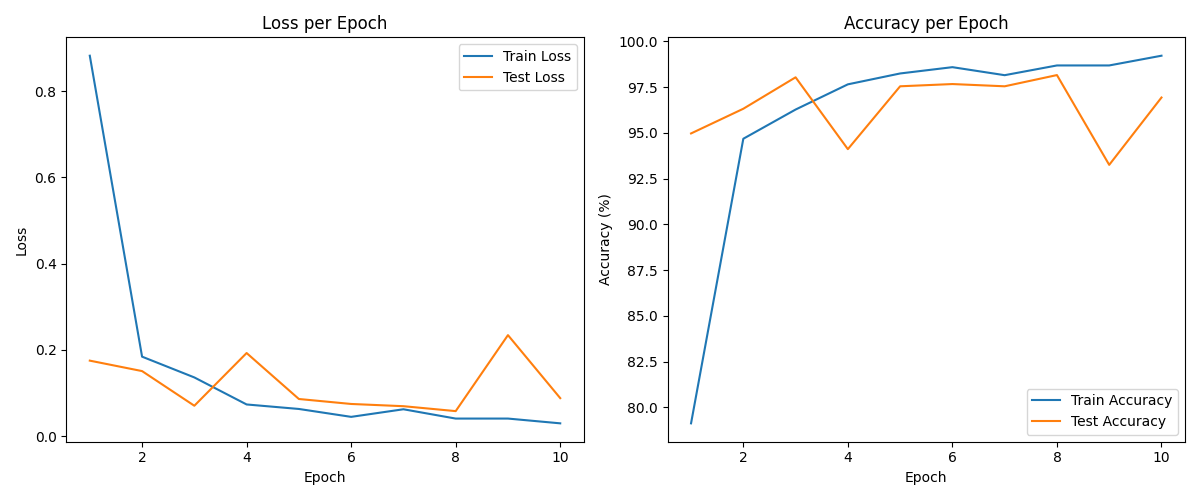 Loss per Epoch
Train Loss
Test Loss
0.8
0.6
0.4
0.2
0.0
Loss
2 4 6 8 10
Epoch
Accuracy per Epoch
100.0
97.5
95.0
92.5
90.0
87.5
85.0
82.5
80.0
Accuracy (%)
Train Accuracy
Test Accuracy
2 4 6 8 10
Epoch